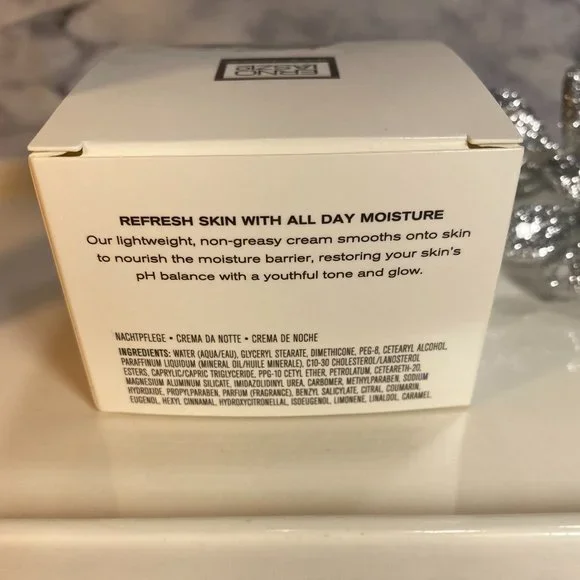 ERNO
LASZLO
REFRESH SKIN WITH ALL DAY MOISTURE
Our lightweight, non-greasy cream smooths onto skin
to nourish the moisture barrier, restoring your skin's
pH balance with a youthful tone and glow.
NACHTPFLEGE • CREMA DA NOTTE • CREMA DE NOCHE
INGREDIENTS: WATER (AQUA/EAU), GLYCERYL STEARATE, DIMETHICONE, PEG-8, CETEARYL ALCOHOL,
PARAFFINUM LIQUIDUM (MINERAL OIL/HUILE MINERALE), C10-30 CHOLESTEROL/LANOSTEROL
ESTERS, CAPRYLIC/CAPRIC TRIGLYCERIDE, PPG-10 CETYL ETHER, PETROLATUM, CETEARETH-20,
MAGNESIUM ALUMINUM SILICATE, IMIDAZOLIDINYL UREA, CARBOMER, METHYLPARABEN, SODIUM
HYDROXIDE, PROPYLPARABEN, PARFUM (FRAGRANCE). BENZYL SALICYLATE, CITRAL, COUMARIN,
EUGENOL, HEXYL CINNAMAL, HYDROXYCITRONELLAL, ISOEUGENOL, LIMONENE, LINALOOL, CARAMEL.